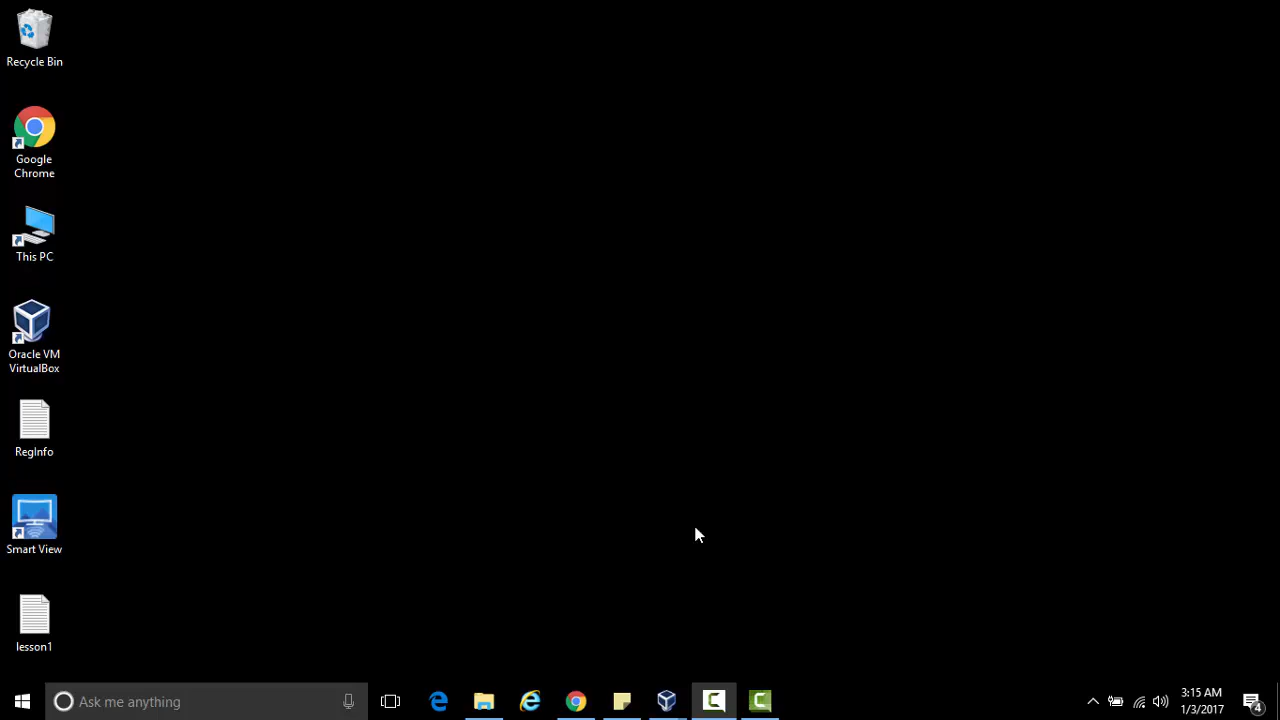 Recycle Bin
Google
Chrome
This PC
Oracle VM
VirtualBox
RegInfo
Smart View
lesson1
Ask me anything
3:15 AM
1/3/2017
4